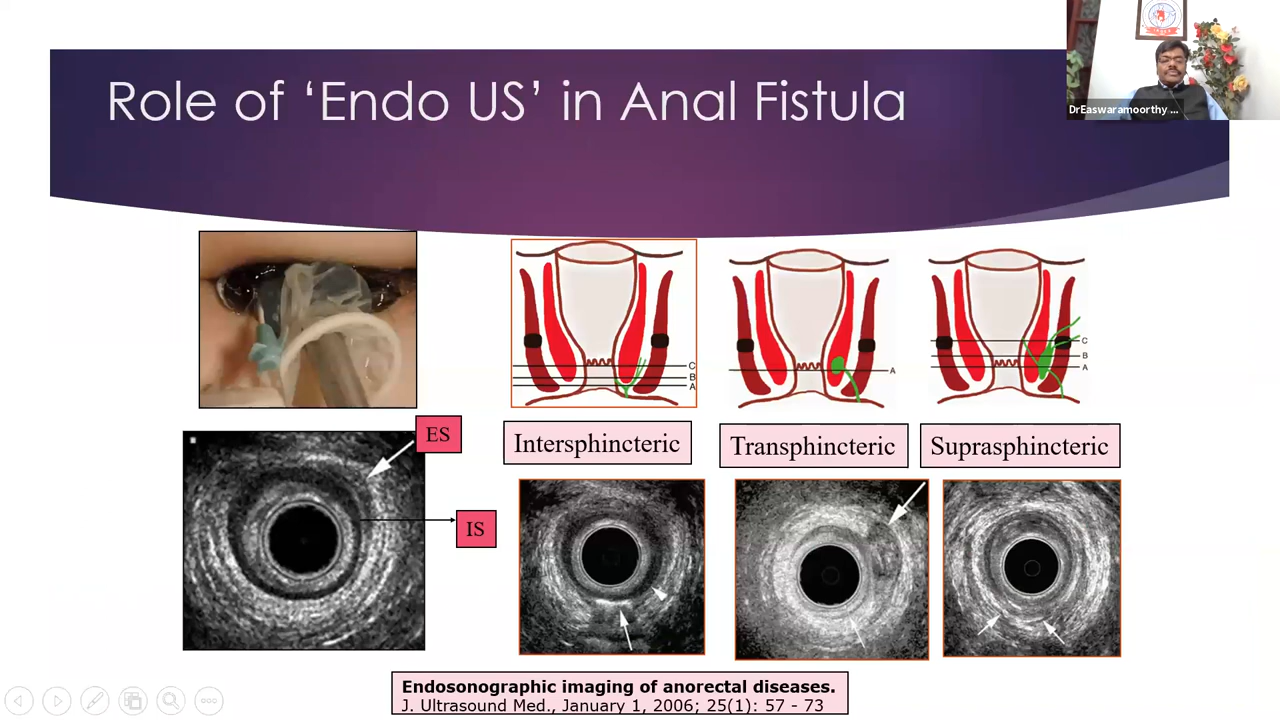 Role of ‘Endo US’ in Anal Fistula
DrEaswaramoorthy ...
C
B
A
A
C
B
A
ES
IS
Intersphincteric
Transphincteric
Suprasphincteric
Endosonographic imaging of anorectal diseases.
J. Ultrasound Med., January 1, 2006; 25(1): 57 - 73